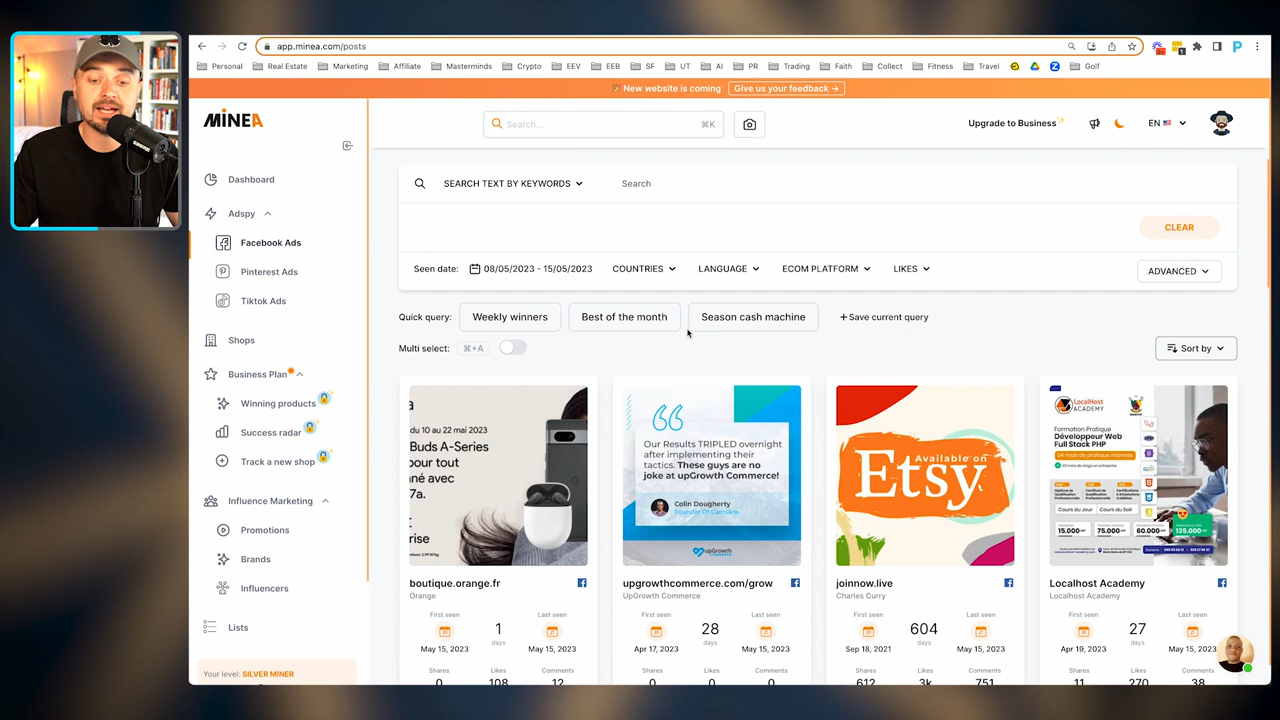 app.minea.com/posts
Personal Real Estate Marketing Affiliate Masterminds Crypto EEV EEB SF UT AI PR Trading Faith Collect Fitness Travel Golf
New website is coming Give us your feedback →
MINEA
Search... ⌘K
Upgrade to Business
EN
Dashboard
Adspy
Facebook Ads
Pinterest Ads
Tiktok Ads
Shops
Business Plan
Winning products
Success radar
Track a new shop
Influence Marketing
Promotions
Brands
Influencers
Lists
Your level: SILVER MINER
SEARCH TEXT BY KEYWORDS Search
CLEAR
Seen date: 08/05/2023 - 15/05/2023 COUNTRIES LANGUAGE ECOM PLATFORM LIKES ADVANCED
Quick query: Weekly winners Best of the month Season cash machine + Save current query
Multi select: ⌘+A
Sort by
du 10 au 22 mai 2023
Buds A-Series
pour tout
né avec
7a.
boutique.orange.fr
Orange
First seen Last seen
1
days
May 15, 2023 May 15, 2023
Shares Likes Comments
0 108 12
Our Results TRIPLED overnight
after implementing their
tactics. These guys are no
joke at upGrowth Commerce!
Colin Dougherty
upGrowth
COMMERCE
upgrowthcommerce.com/grow
UpGrowth Commerce
First seen Last seen
28
days
Apr 17, 2023 May 15, 2023
Shares Likes Comments
0 0 0
Available on
Etsy
joinnow.live
Charles Curry
First seen Last seen
604
days
Sep 18, 2021 May 15, 2023
Shares Likes Comments
612 3k 751
LocalHost
ACADEMY
Formation Pratique
Développeur Web
Full Stack PHP
04 mois de pratique intensés
Cours du Jour Cours du Soir
15.000 75.000 60.000 135.000
Localhost Academy
Localhost Academy
First seen Last seen
27
days
Apr 19, 2023 May 15, 2023
Shares Likes Comments
11 270 38